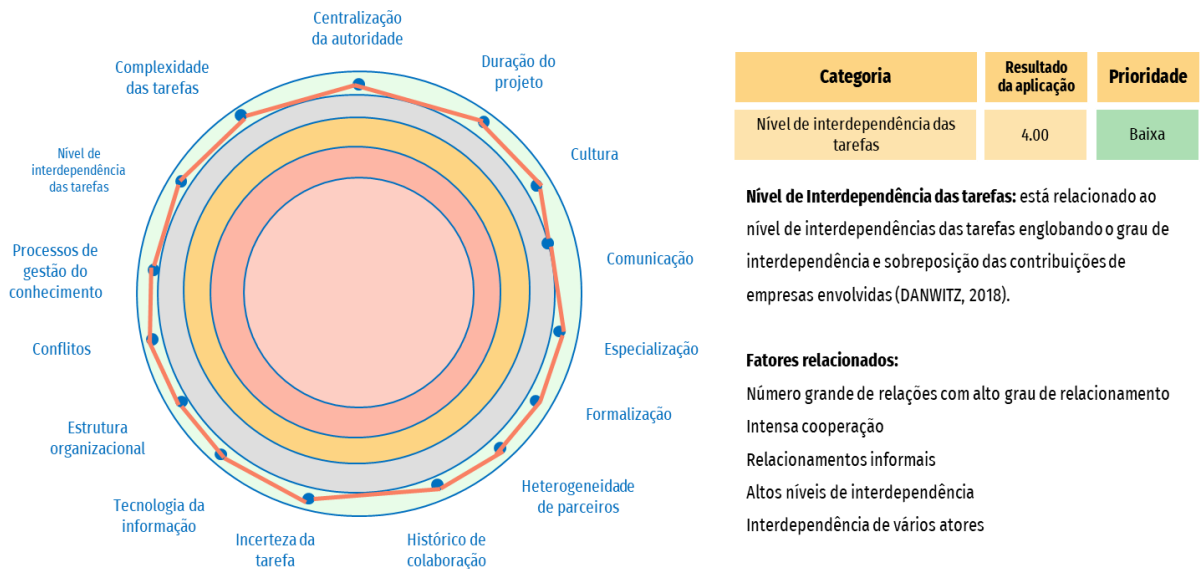 Centralização
da autoridade
Duração do
projeto
Cultura
Comunicação
Especialização
Formalização
Heterogeneidade
de parceiros
Histórico de
colaboração
Incerteza da
tarefa
Tecnologia da
informação
Estrutura
organizacional
Conflitos
Processos de
gestão do
conhecimento
Nível de
interdependência
das tarefas
Complexidade
das tarefas
Categoria
Resultado
da aplicação
Prioridade
Nível de interdependência das
tarefas
4.00
Baixa
Nível de Interdependência das tarefas: está relacionado ao
nível de interdependências das tarefas englobando o grau de
interdependência e sobreposição das contribuições de
empresas envolvidas (DANWITZ, 2018).
Fatores relacionados:
Número grande de relações com alto grau de relacionamento
Intensa cooperação
Relacionamentos informais
Altos níveis de interdependência
Interdependência de vários atores